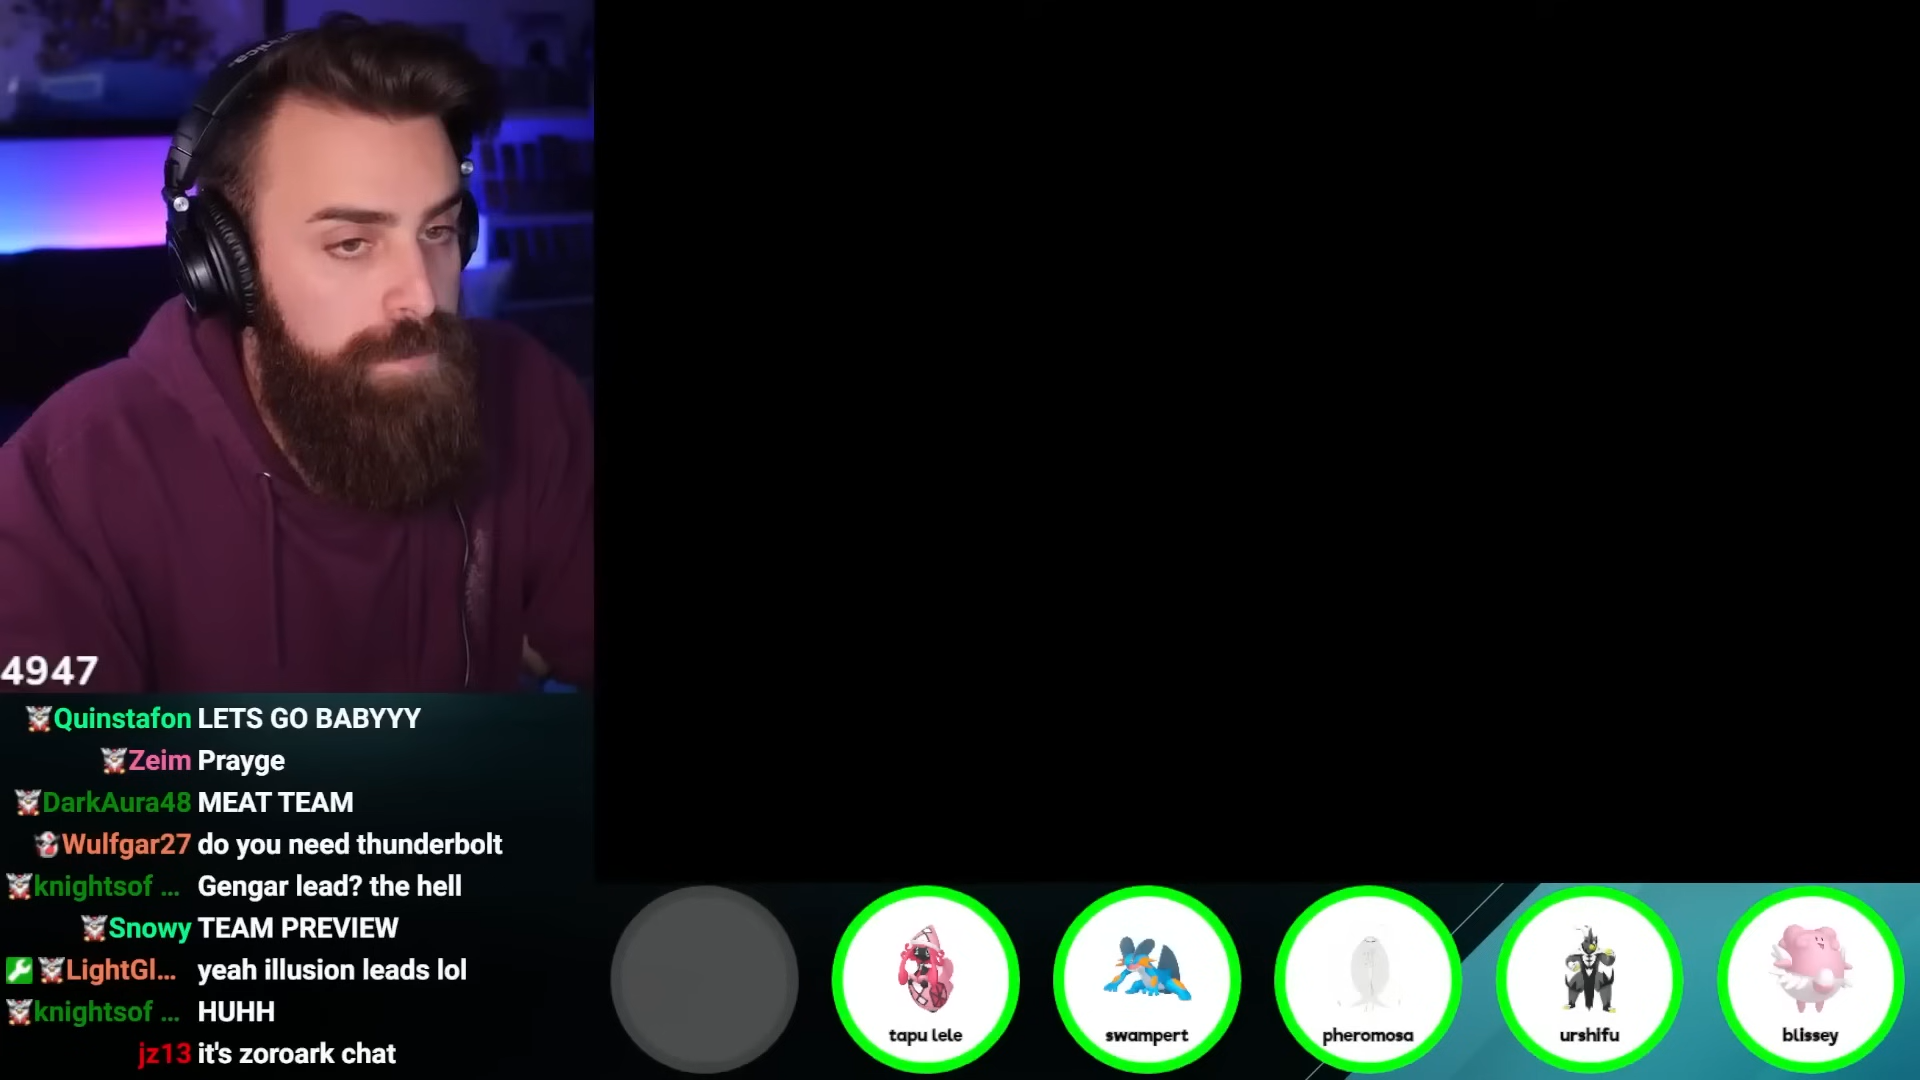 4947
Quinstafon LETS GO BABYYY
Zeim Prayge
DarkAura48 MEAT TEAM
Wulfgar27 do you need thunderbolt
knightsof ... Gengar lead? the hell
Snowy TEAM PREVIEW
LightGl... yeah illusion leads lol
knightsof ... HUHH
jz13 it's zoroark chat
tapu lele
swampert
pheromosa
urshifu
blissey